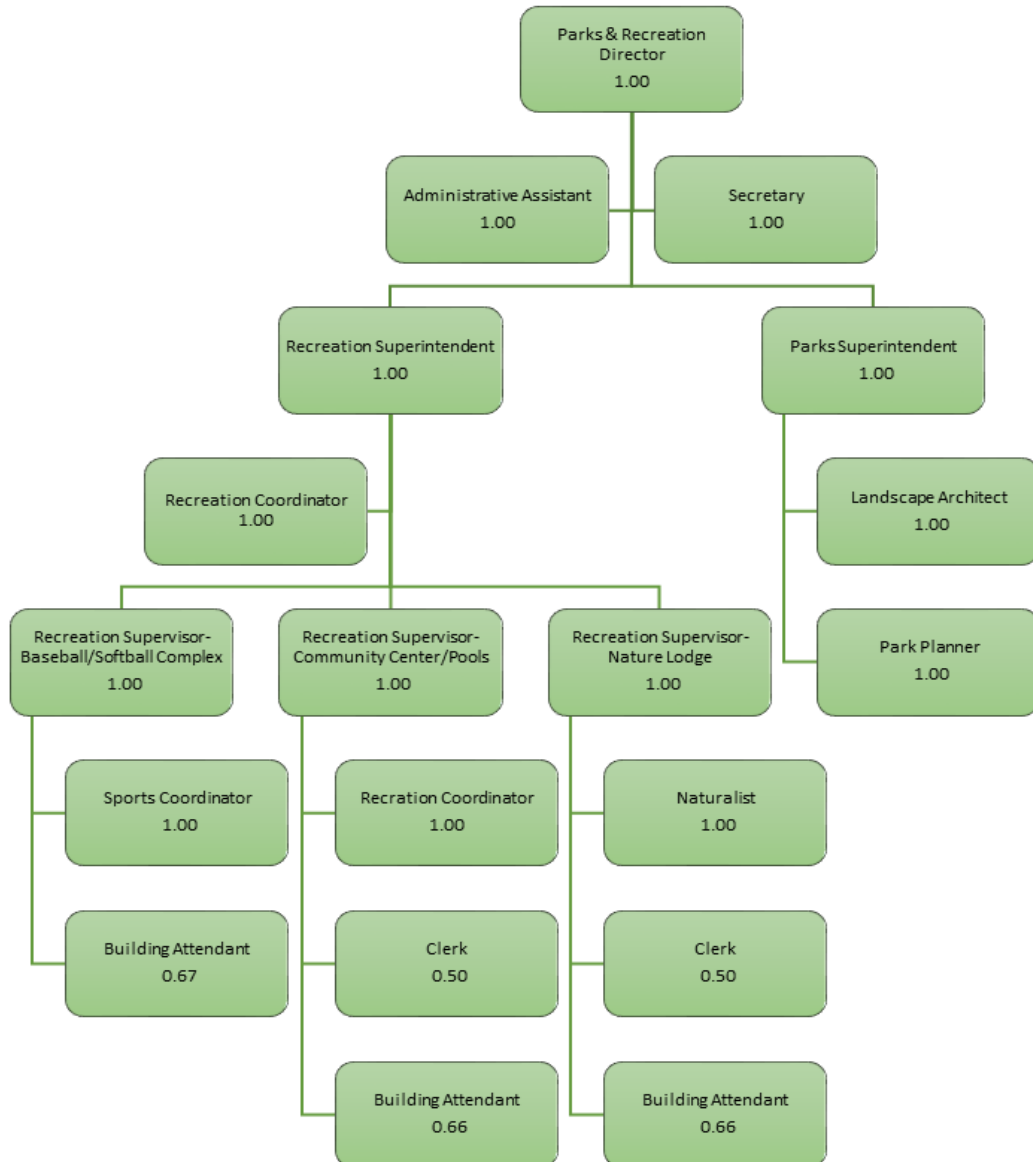 Parks & Recreation
Director
1.00
Administrative Assistant
1.00
Secretary
1.00
Recreation Superintendent
1.00
Parks Superintendent
1.00
Recreation Coordinator
1.00
Landscape Architect
1.00
Recreation Supervisor-
Baseball/Softball Complex
1.00
Recreation Supervisor-
Community Center/Pools
1.00
Recreation Supervisor-
Nature Lodge
1.00
Park Planner
1.00
Sports Coordinator
1.00
Recration Coordinator
1.00
Naturalist
1.00
Building Attendant
0.67
Clerk
0.50
Clerk
0.50
Building Attendant
0.66
Building Attendant
0.66